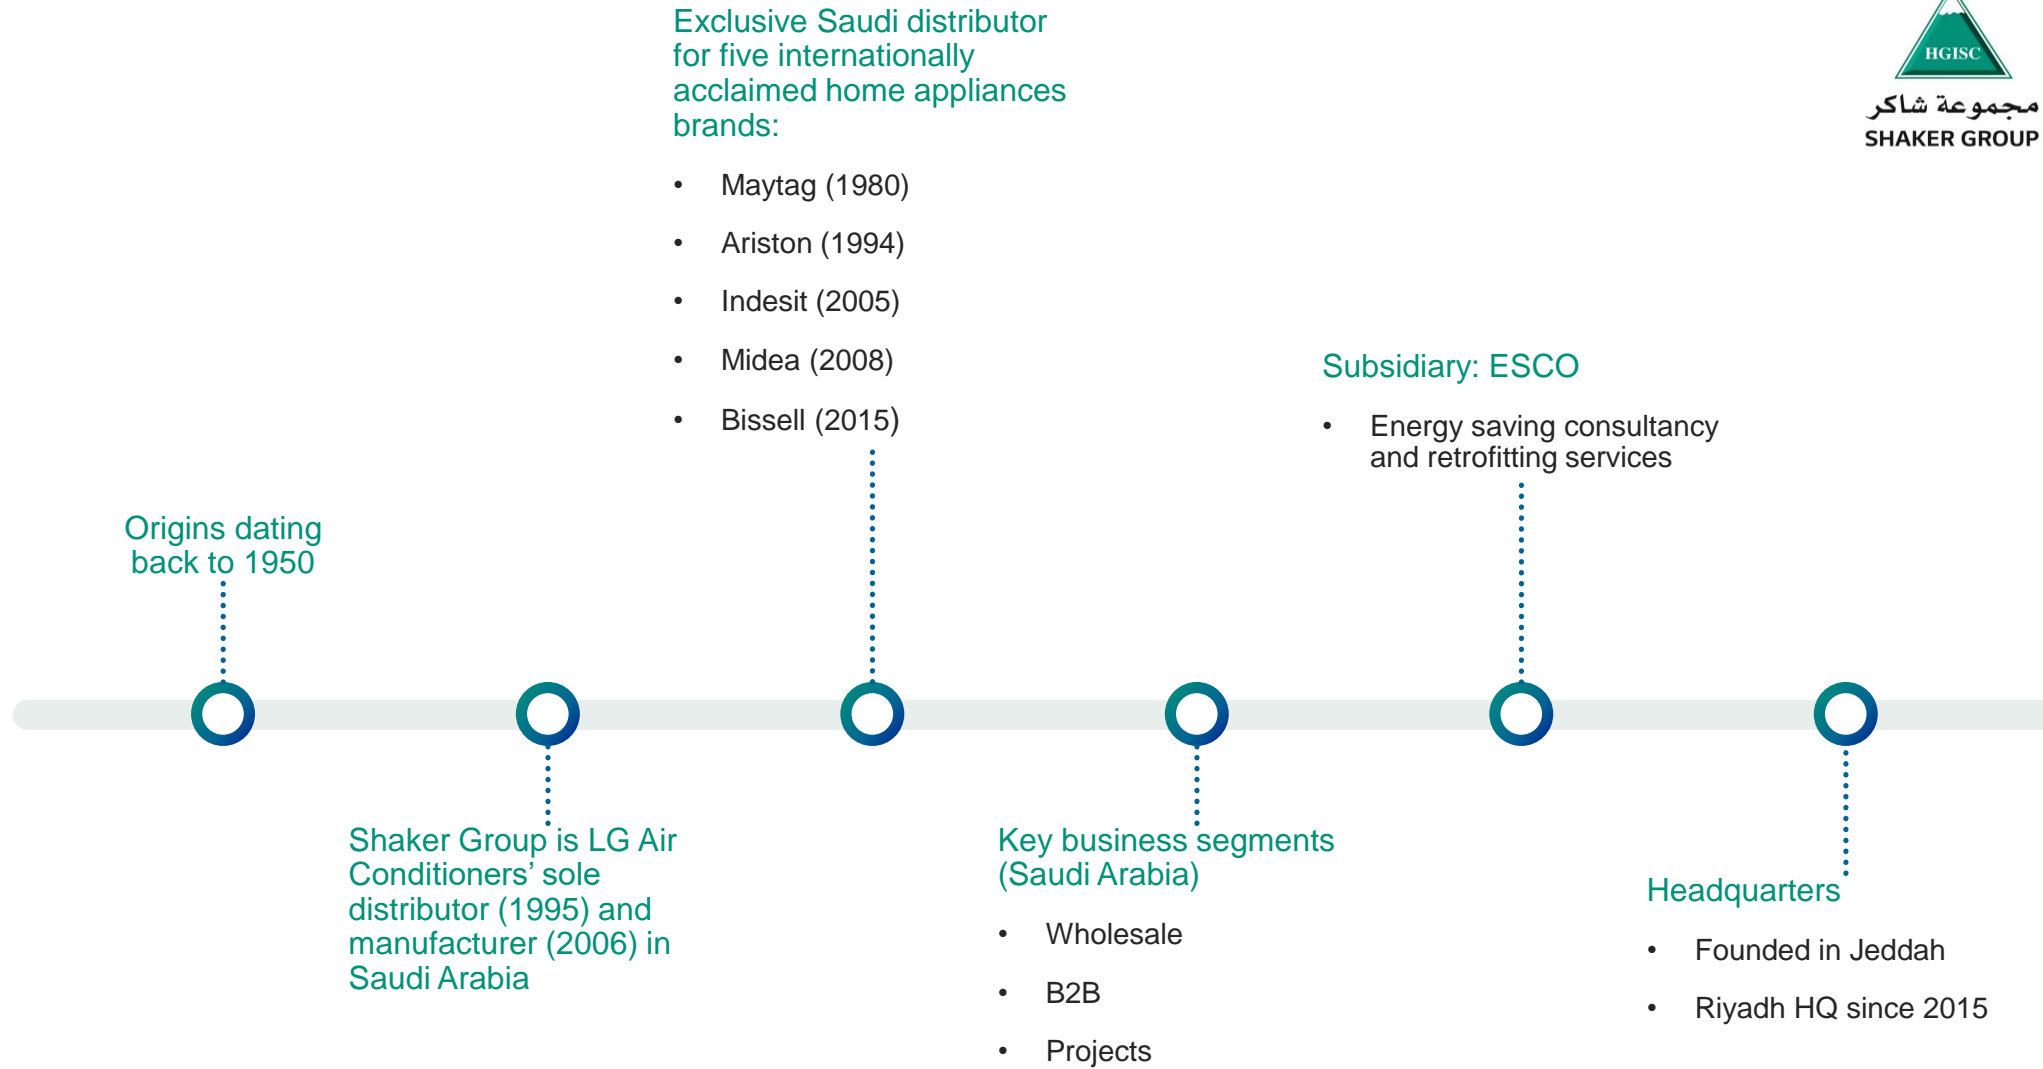 Exclusive Saudi distributor
for five internationally
acclaimed home appliances
brands:
• Maytag (1980)
• Ariston (1994)
• Indesit (2005)
• Midea (2008)
• Bissell (2015)
HGISC
مجموعة شاكر
SHAKER GROUP
Subsidiary: ESCO
• Energy saving consultancy
and retrofitting services
Origins dating
back to 1950
Shaker Group is LG Air
Conditioners’ sole
distributor (1995) and
manufacturer (2006) in
Saudi Arabia
Key business segments
(Saudi Arabia)
• Wholesale
• B2B
• Projects
Headquarters
• Founded in Jeddah
• Riyadh HQ since 2015